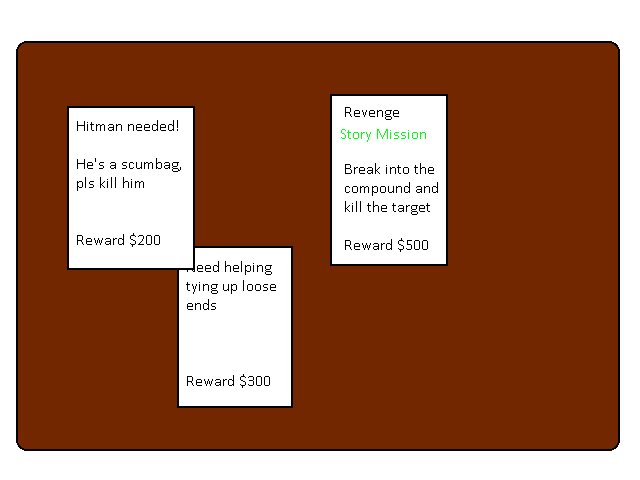 Hitman needed!
He's a scumbag,
pls kill him
Reward $200
Need helping
tying up loose
ends
Reward $300
Revenge
Story Mission
Break into the
compound and
kill the target
Reward $500